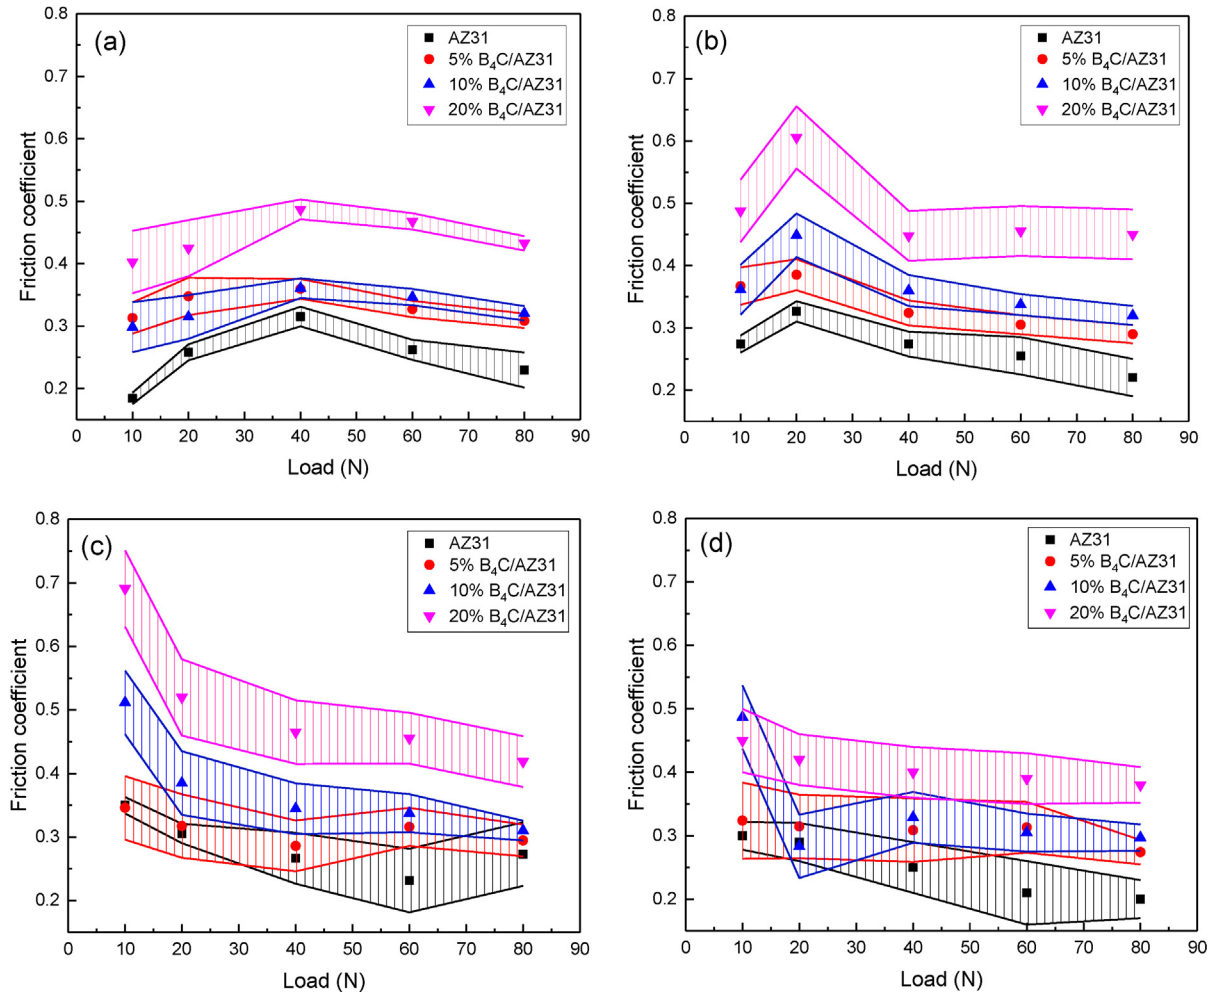 (a)
AZ31
5% B₄C/AZ31
10% B₄C/AZ31
20% B₄C/AZ31
Friction coefficient
0.8
0.7
0.6
0.5
0.4
0.3
0.2
0 10 20 30 40 50 60 70 80 90
Load (N)
(b)
AZ31
5% B₄C/AZ31
10% B₄C/AZ31
20% B₄C/AZ31
Friction coefficient
0.8
0.7
0.6
0.5
0.4
0.3
0.2
0 10 20 30 40 50 60 70 80 90
Load (N)
(c)
AZ31
5% B₄C/AZ31
10% B₄C/AZ31
20% B₄C/AZ31
Friction coefficient
0.8
0.7
0.6
0.5
0.4
0.3
0.2
0 10 20 30 40 50 60 70 80 90
Load (N)
(d)
AZ31
5% B₄C/AZ31
10% B₄C/AZ31
20% B₄C/AZ31
Friction coefficient
0.8
0.7
0.6
0.5
0.4
0.3
0.2
0 10 20 30 40 50 60 70 80 90
Load (N)